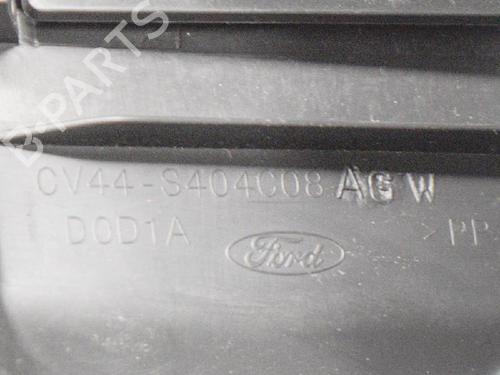 B-PARTS
CV44-S404C08 AG W
D0D1A
Ford
>PP